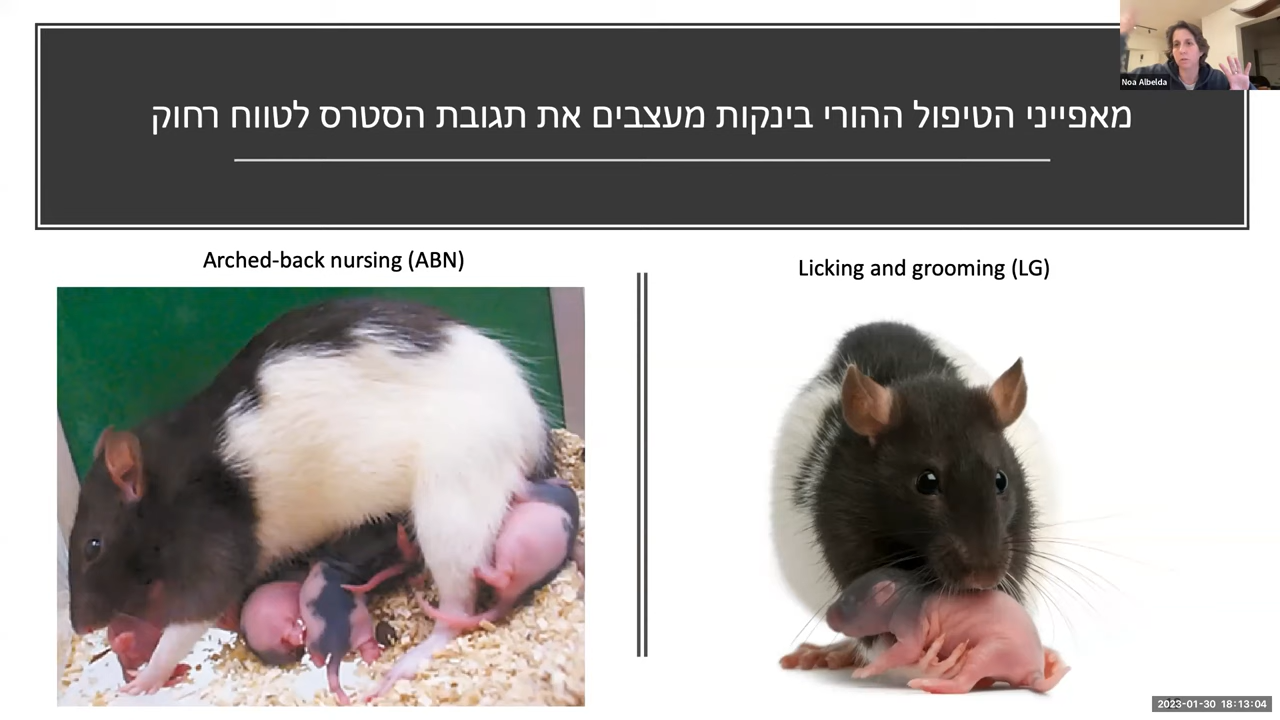 Noa Albelda
מאפייני הטיפול ההורי בינקות מעצבים את תגובת הסטרס לטווח רחוק
Arched-back nursing (ABN)
Licking and grooming (LG)
2023-01-30 18:13:04